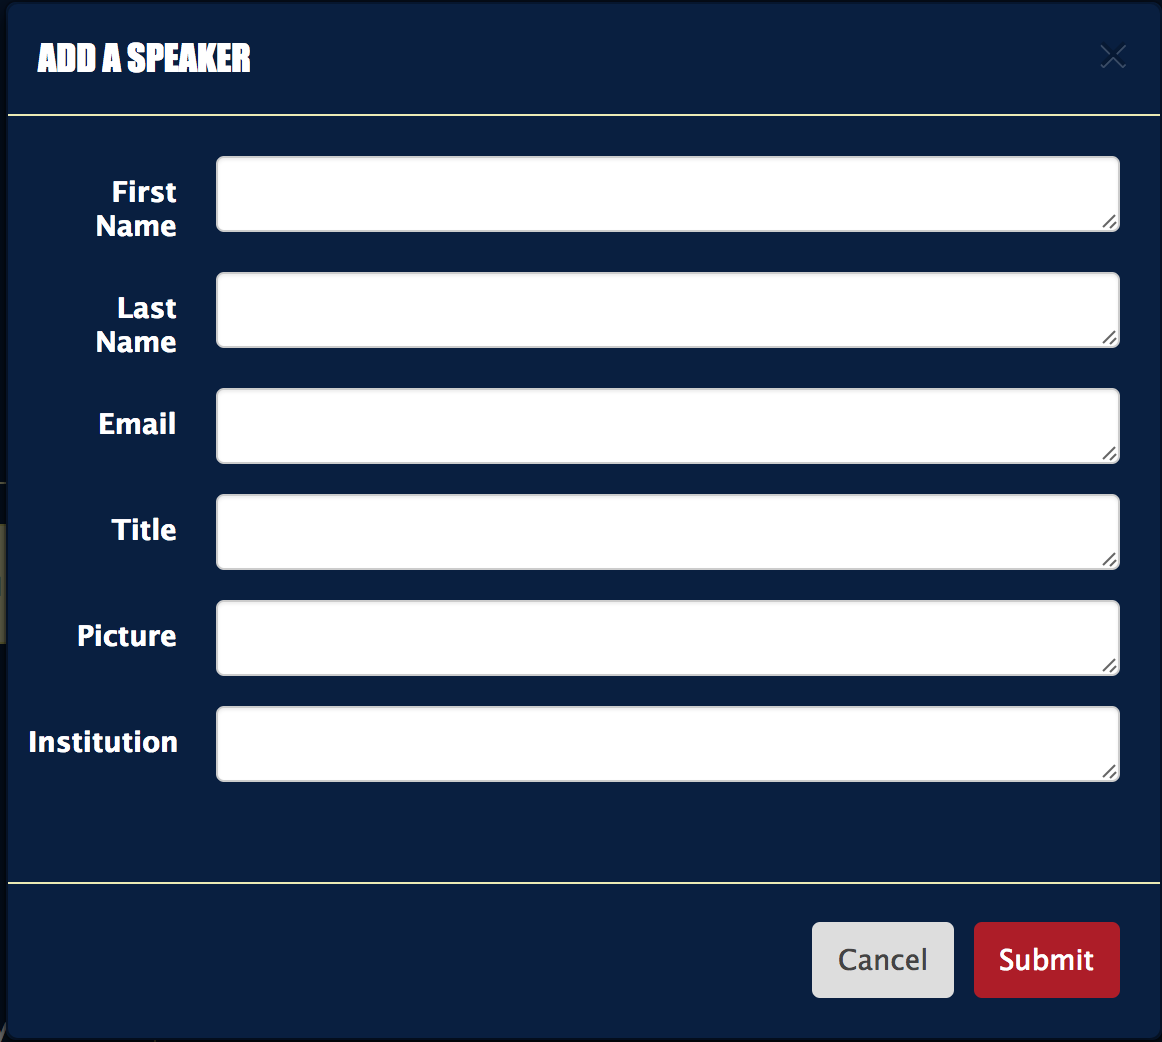 ADD A SPEAKER
First
Name
Last
Name
Email
Title
Picture
Institution
Cancel
Submit